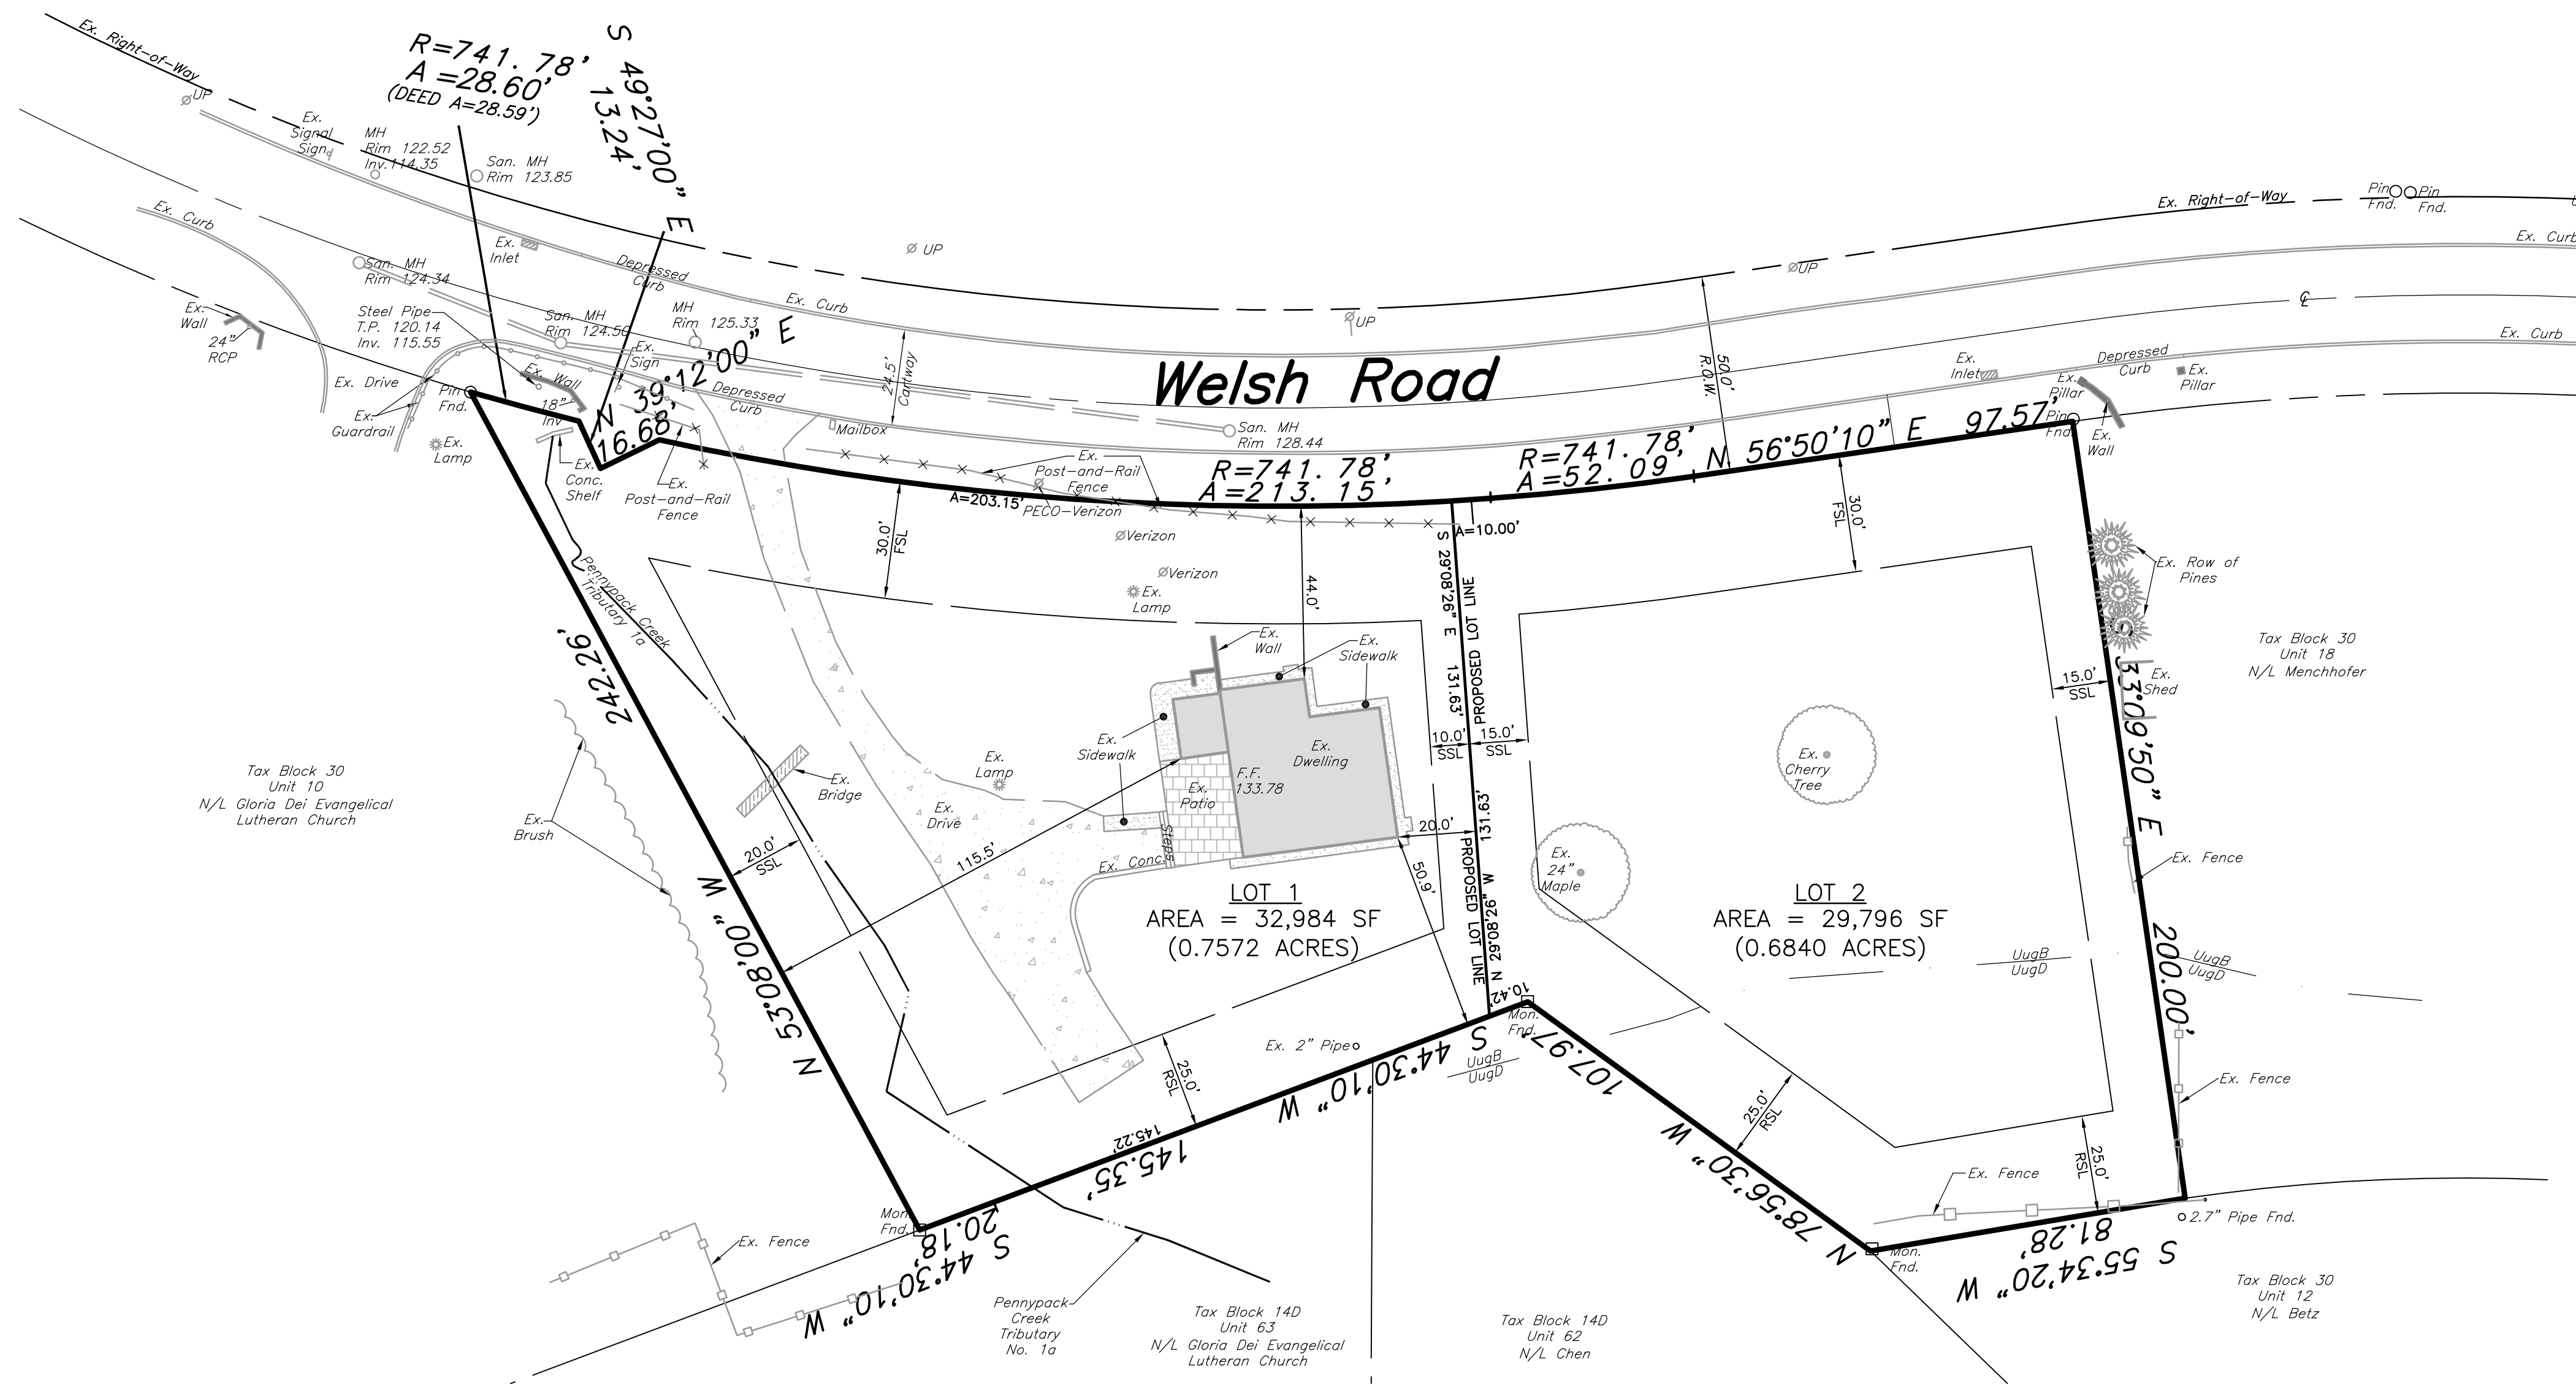 Ex. Right-of-Way
UP
R=741.78'
A =28.60'
(DEED A=28.59')
S 49°27'00" E
13.24'
Ex.
Signal
Sign
MH
Rim 122.52
Inv.114.35
San. MH
Rim 123.85
Ex. Curb
San. MH
Rim 124.34
Ex.
Inlet
Depressed
Curb
Ex. Curb
UP
UP
UP
Ex. Right-of-Way
Pin
Fnd.
Pin
Fnd.
Ex. Curb
Ex. Curb
Ex.
Wall
24"
RCP
Steel Pipe
T.P. 120.14
Inv. 115.55
San. MH
Rim 124.50
MH
Rim 125.33
Ex.
Sign
N 39°12'00" E
16.68'
Ex. Drive
Ex.
Guardrail
Pin
Fnd.
Ex. Wall
18"
Inv
Ex.
Lamp
Ex.
Conc.
Shelf
Ex.
Post-and-Rail
Fence
Depressed
Curb
Mailbox
24.5'
Cartway
Welsh Road
50.0'
R.O.W.
San. MH
Rim 128.44
Ex.
Post-and-Rail
Fence
PECO-Verizon
A=203.15'
R=741.78'
A=213.15'
R=741.78'
A=52.09'
N 56°50'10" E 97.57'
Ex.
Inlet
Ex.
Pillar
Depressed
Curb
Ex.
Pillar
Pin
Fnd.
Ex.
Wall
Verizon
Verizon
Ex.
Lamp
A=10.00'
30.0'
FSL
44.0'
30.0'
FSL
Pennypack Creek
Tributary 1a
S 29°08'26" E 131.63'
PROPOSED LOT LINE
Ex. Row of
Pines
Tax Block 30
Unit 18
N/L Menchhofer
Ex.
Shed
15.0'
SSL
S 33°09'50" E 200.00'
242.26'
N 53°08'00" W
Ex.
Wall
Ex.
Sidewalk
Ex.
Sidewalk
Ex.
Dwelling
F.F.
133.78
Ex.
Patio
Steps
Ex. Conc.
10.0'
SSL
15.0'
SSL
Ex.
Cherry
Tree
Ex.
24"
Maple
Tax Block 30
Unit 10
N/L Gloria Dei Evangelical
Lutheran Church
Ex.
Brush
Ex.
Bridge
Ex.
Lamp
Ex.
Drive
20.0'
SSL
115.5'
20.0'
50.9'
N 29°08'26" W 131.63'
PROPOSED LOT LINE
LOT 1
AREA = 32,984 SF
(0.7572 ACRES)
LOT 2
AREA = 29,796 SF
(0.6840 ACRES)
Ex. Fence
UugB
UugD
UugB
UugD
10.42'
Mon.
Fnd.
Ex. 2" Pipe
25.0'
RSL
S 44°30'10" W
145.22'
145.35'
UugB
UugD
107.97'
N 78°56'30" W
25.0'
RSL
25.0'
RSL
Ex. Fence
Ex. Fence
Mon.
Fnd.
20.18'
S 44°30'10" W
Ex. Fence
Mon.
Fnd.
81.28'
S 55°34'20" W
2.7" Pipe Fnd.
Pennypack
Creek
Tributary
No. 1a
Tax Block 14D
Unit 63
N/L Gloria Dei Evangelical
Lutheran Church
Tax Block 14D
Unit 62
N/L Chen
Tax Block 30
Unit 12
N/L Betz